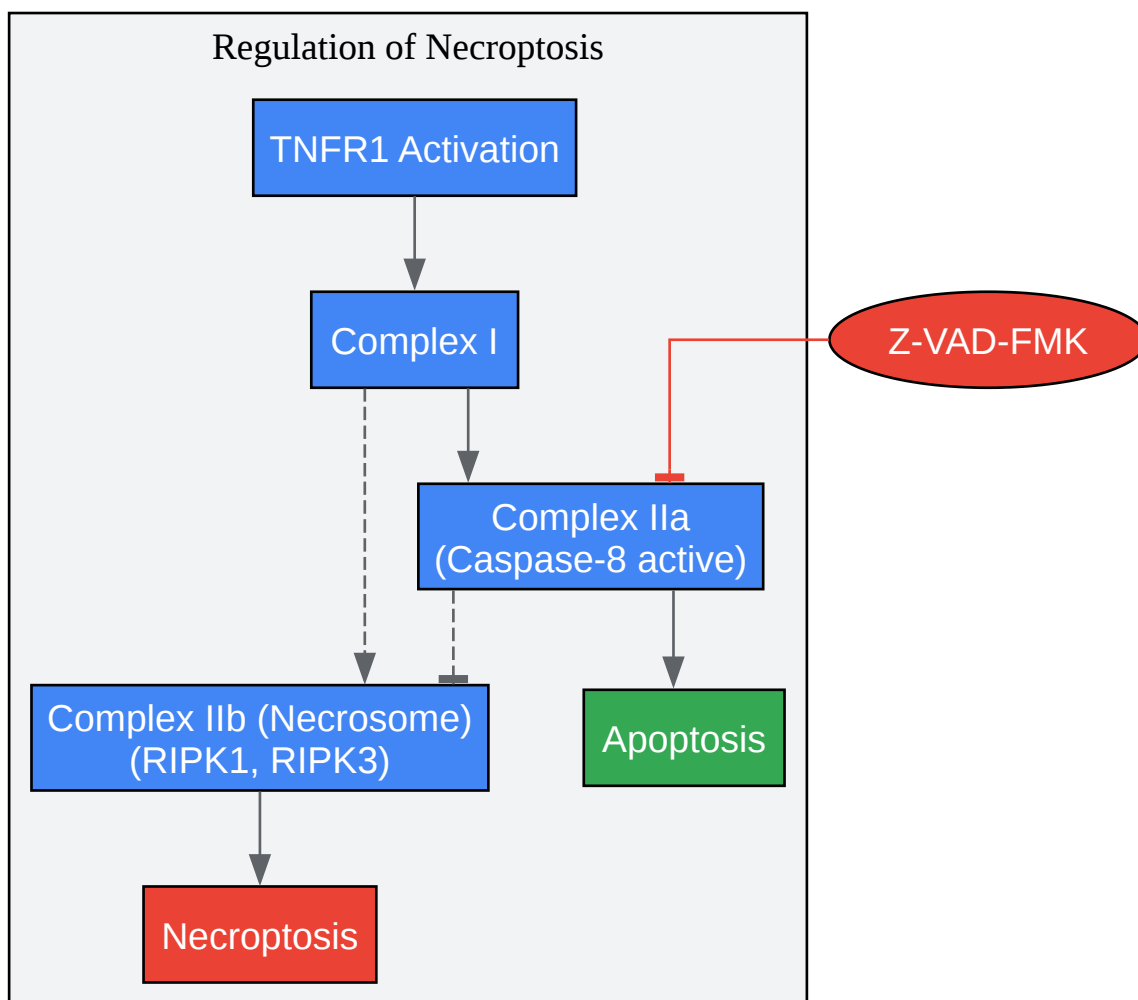 Regulation of Necroptosis
TNFR1 Activation
Complex I
Z-VAD-FMK
Complex IIa
(Caspase-8 active)
Complex IIb (Necrosome)
(RIPK1, RIPK3)
Apoptosis
Necroptosis